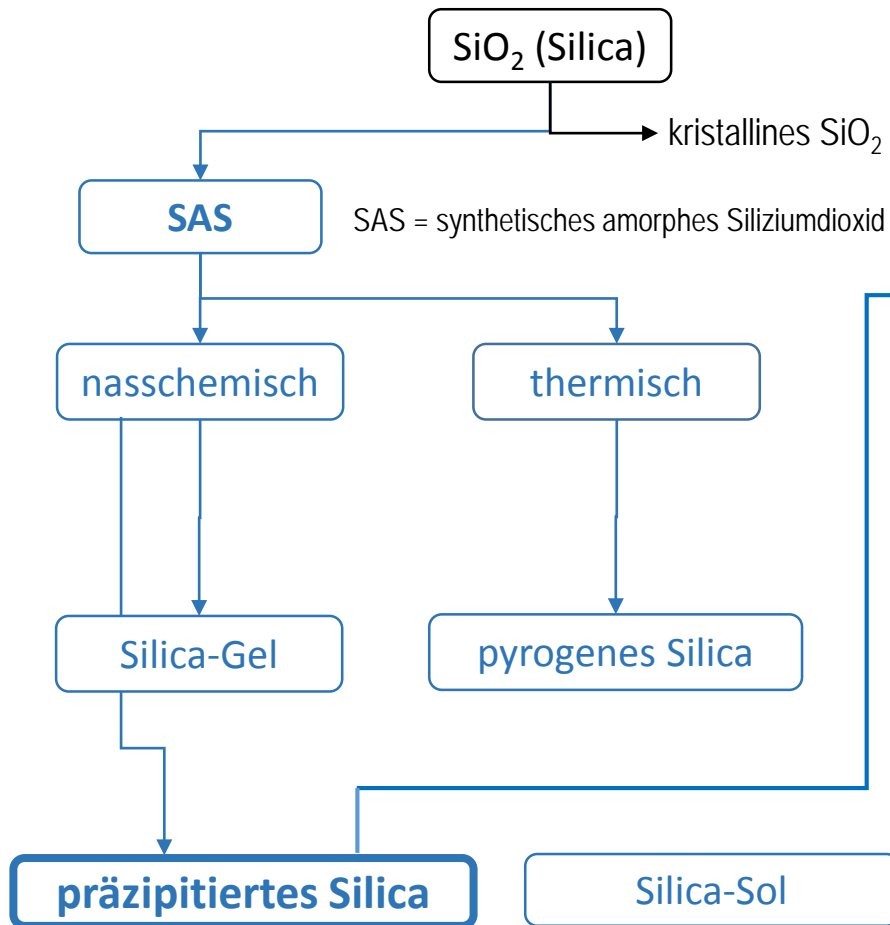 SiO₂ (Silica)
kristallines SiO₂
SAS
SAS = synthetisches amorphes Siliziumdioxid
nasschemisch
thermisch
Silica-Gel
pyrogenes Silica
präzipitiertes Silica
Silica-Sol